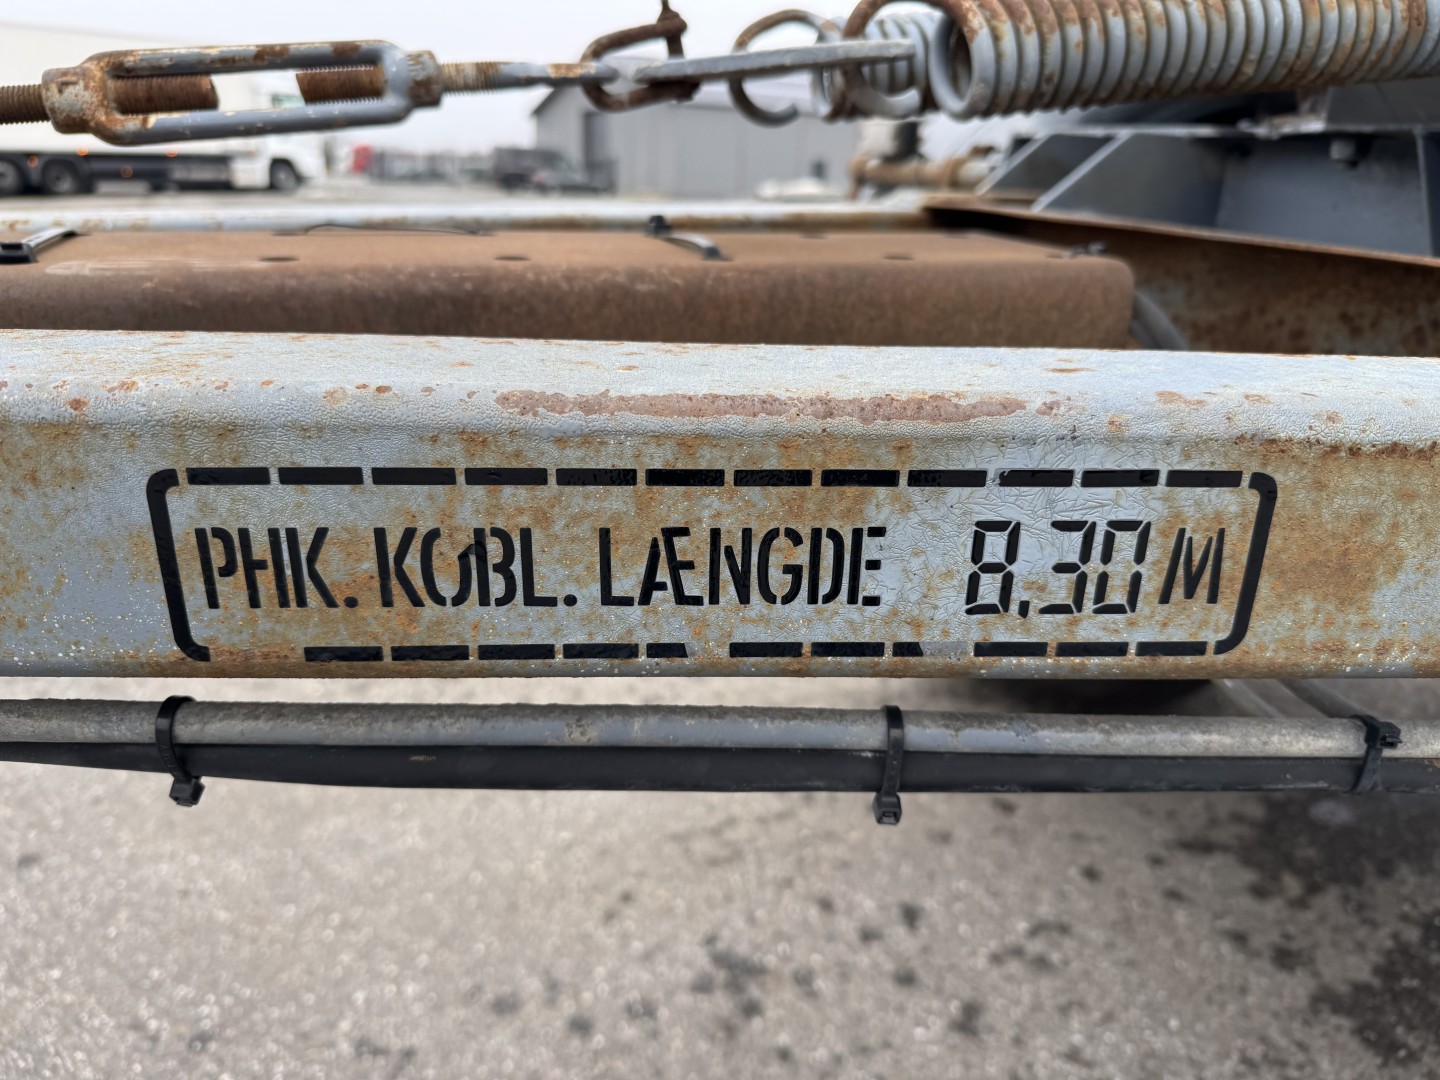 PHK. KOBL. LÆNGDE 8,30 M